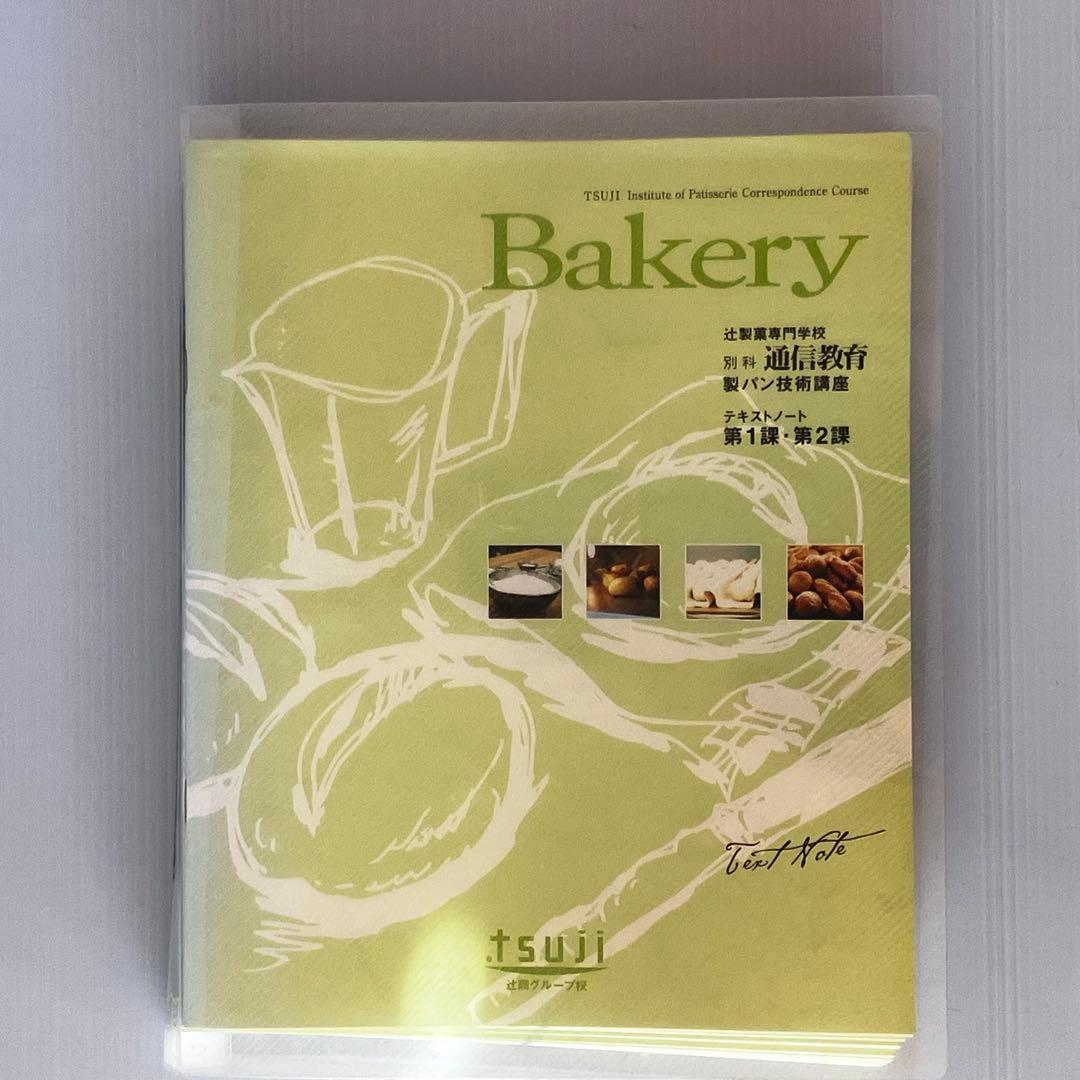 TSUJI Institute of Patisserie Correspondence Course
Bakery
辻製菓専門学校
別科 通信教育
製パン技術講座
テキストノート
第1課・第2課
Text Note
tsuji
辻調グループ校